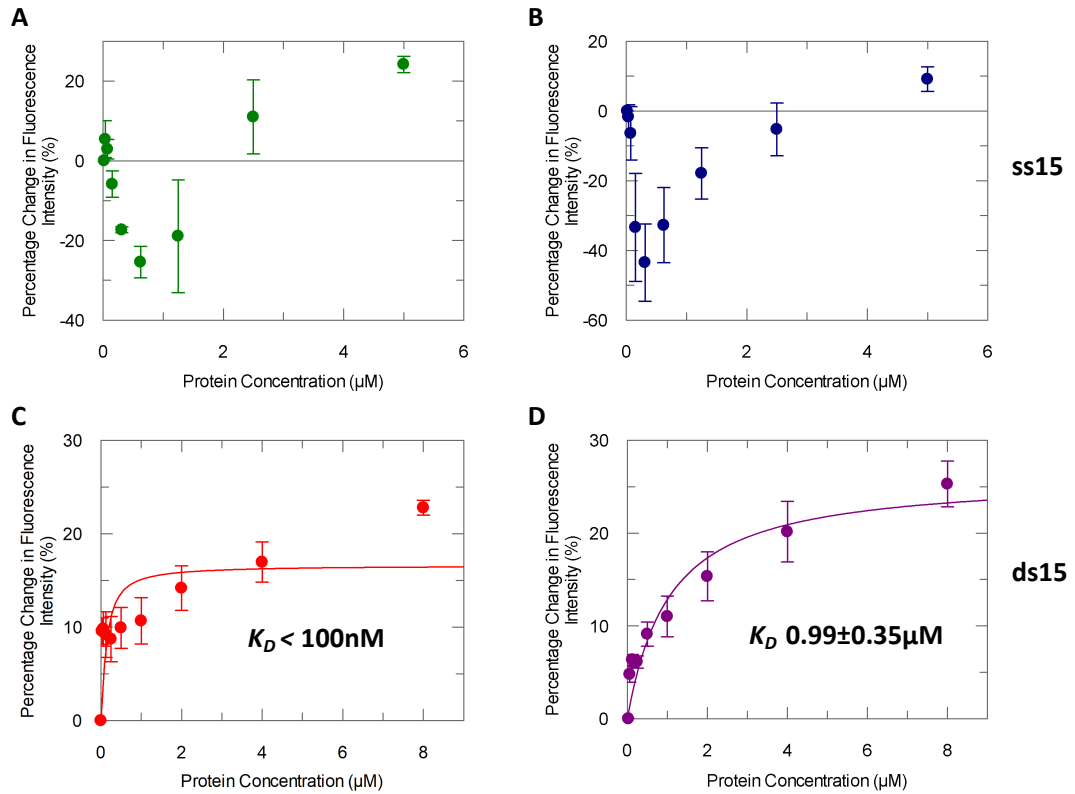 A
Percentage Change in Fluorescence
Intensity (%)
20
0
-20
-40
0
2
4
6
Protein Concentration (µM)
B
Percentage Change in Fluorescence
Intensity (%)
20
0
-20
-40
-60
0
2
4
6
Protein Concentration (µM)
ss15
C
Percentage Change in Fluorescence
Intensity (%)
30
20
10
0
0
2
4
6
8
Protein Concentration (µM)
K_D < 100nM
D
Percentage Change in Fluorescence
Intensity (%)
30
20
10
0
0
2
4
6
8
Protein Concentration (µM)
K_D 0.99±0.35µM
ds15